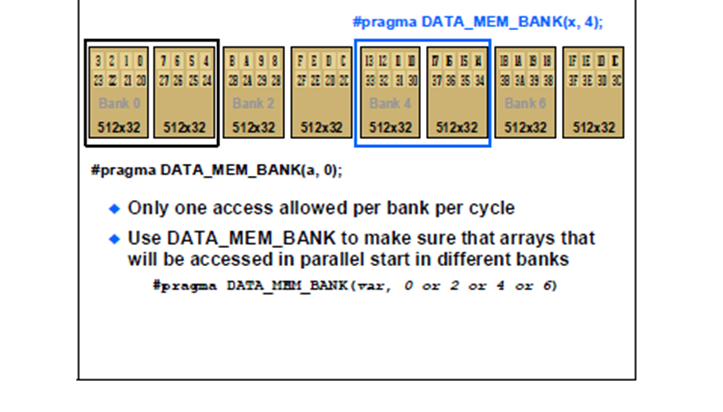 #pragma DATA_MEM_BANK(x, 4);
3 2 1 0 7 6 5 4 B A 9 8 F E D C 13 12 11 10 17 16 15 14 1B 1A 19 18 1F 1E 1D 1C
23 22 21 20 27 26 25 24 2B 2A 29 28 2F 2E 2D 2C 33 32 31 30 37 36 35 34 3B 3A 39 38 3F 3E 3D 3C
Bank 0 Bank 2 Bank 4 Bank 6
512x32 512x32 512x32 512x32 512x32 512x32 512x32 512x32
#pragma DATA_MEM_BANK(a, 0);
Only one access allowed per bank per cycle
Use DATA_MEM_BANK to make sure that arrays that
will be accessed in parallel start in different banks
#pragma DATA_MEM_BANK(var, 0 or 2 or 4 or 6)